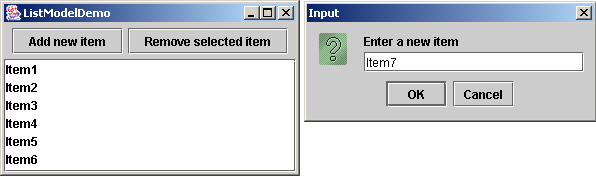 ListModelDemo
Add new item
Remove selected item
Item1
Item2
Item3
Item4
Item5
Item6
Input
Enter a new item
Item7
OK
Cancel